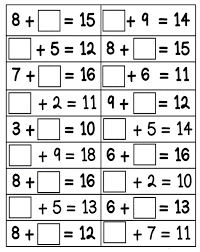 8 + □ = 15 □ + 9 = 14
□ + 5 = 12 8 + □ = 15
7 + □ = 16 □ + 6 = 11
□ + 2 = 11 9 + □ = 12
3 + □ = 10 □ + 5 = 14
□ + 9 = 18 6 + □ = 16
8 + □ = 16 □ + 2 = 10
□ + 5 = 13 6 + □ = 13
8 + □ = 12 □ + 7 = 11